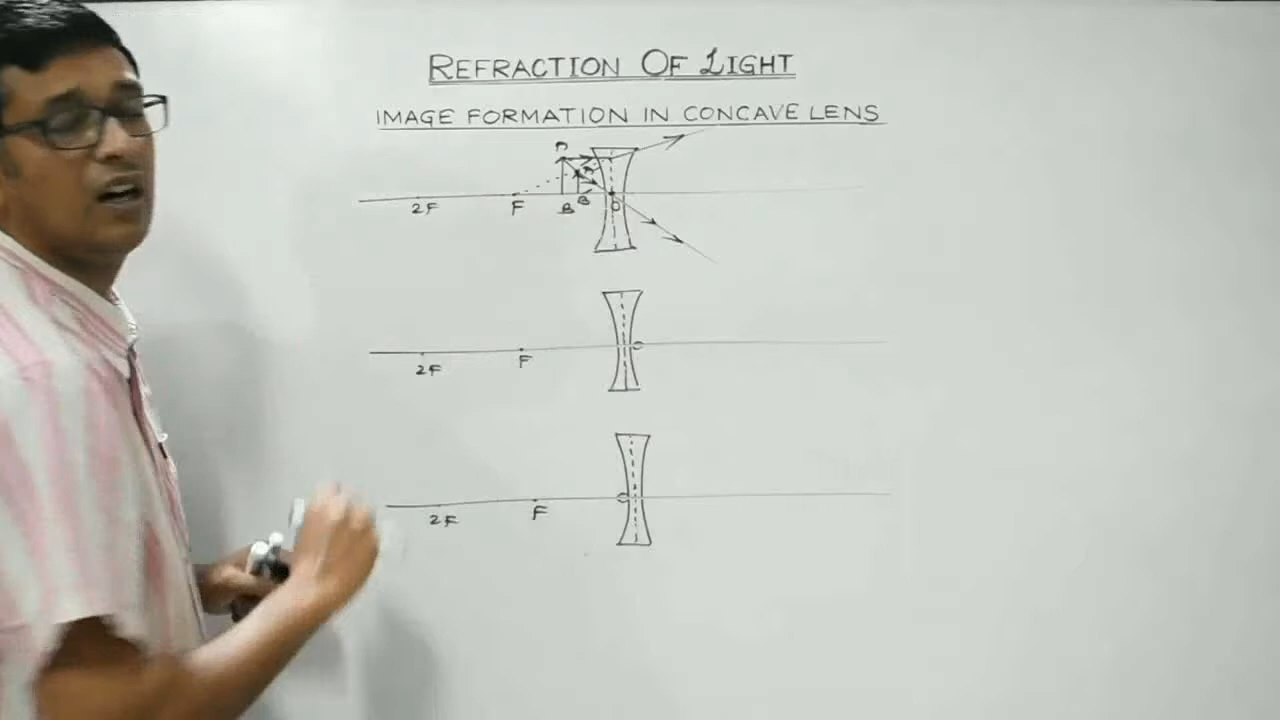 REFRACTION OF LIGHT
IMAGE FORMATION IN CONCAVE LENS
A
A'
2F F B B' O
2F F
2F F